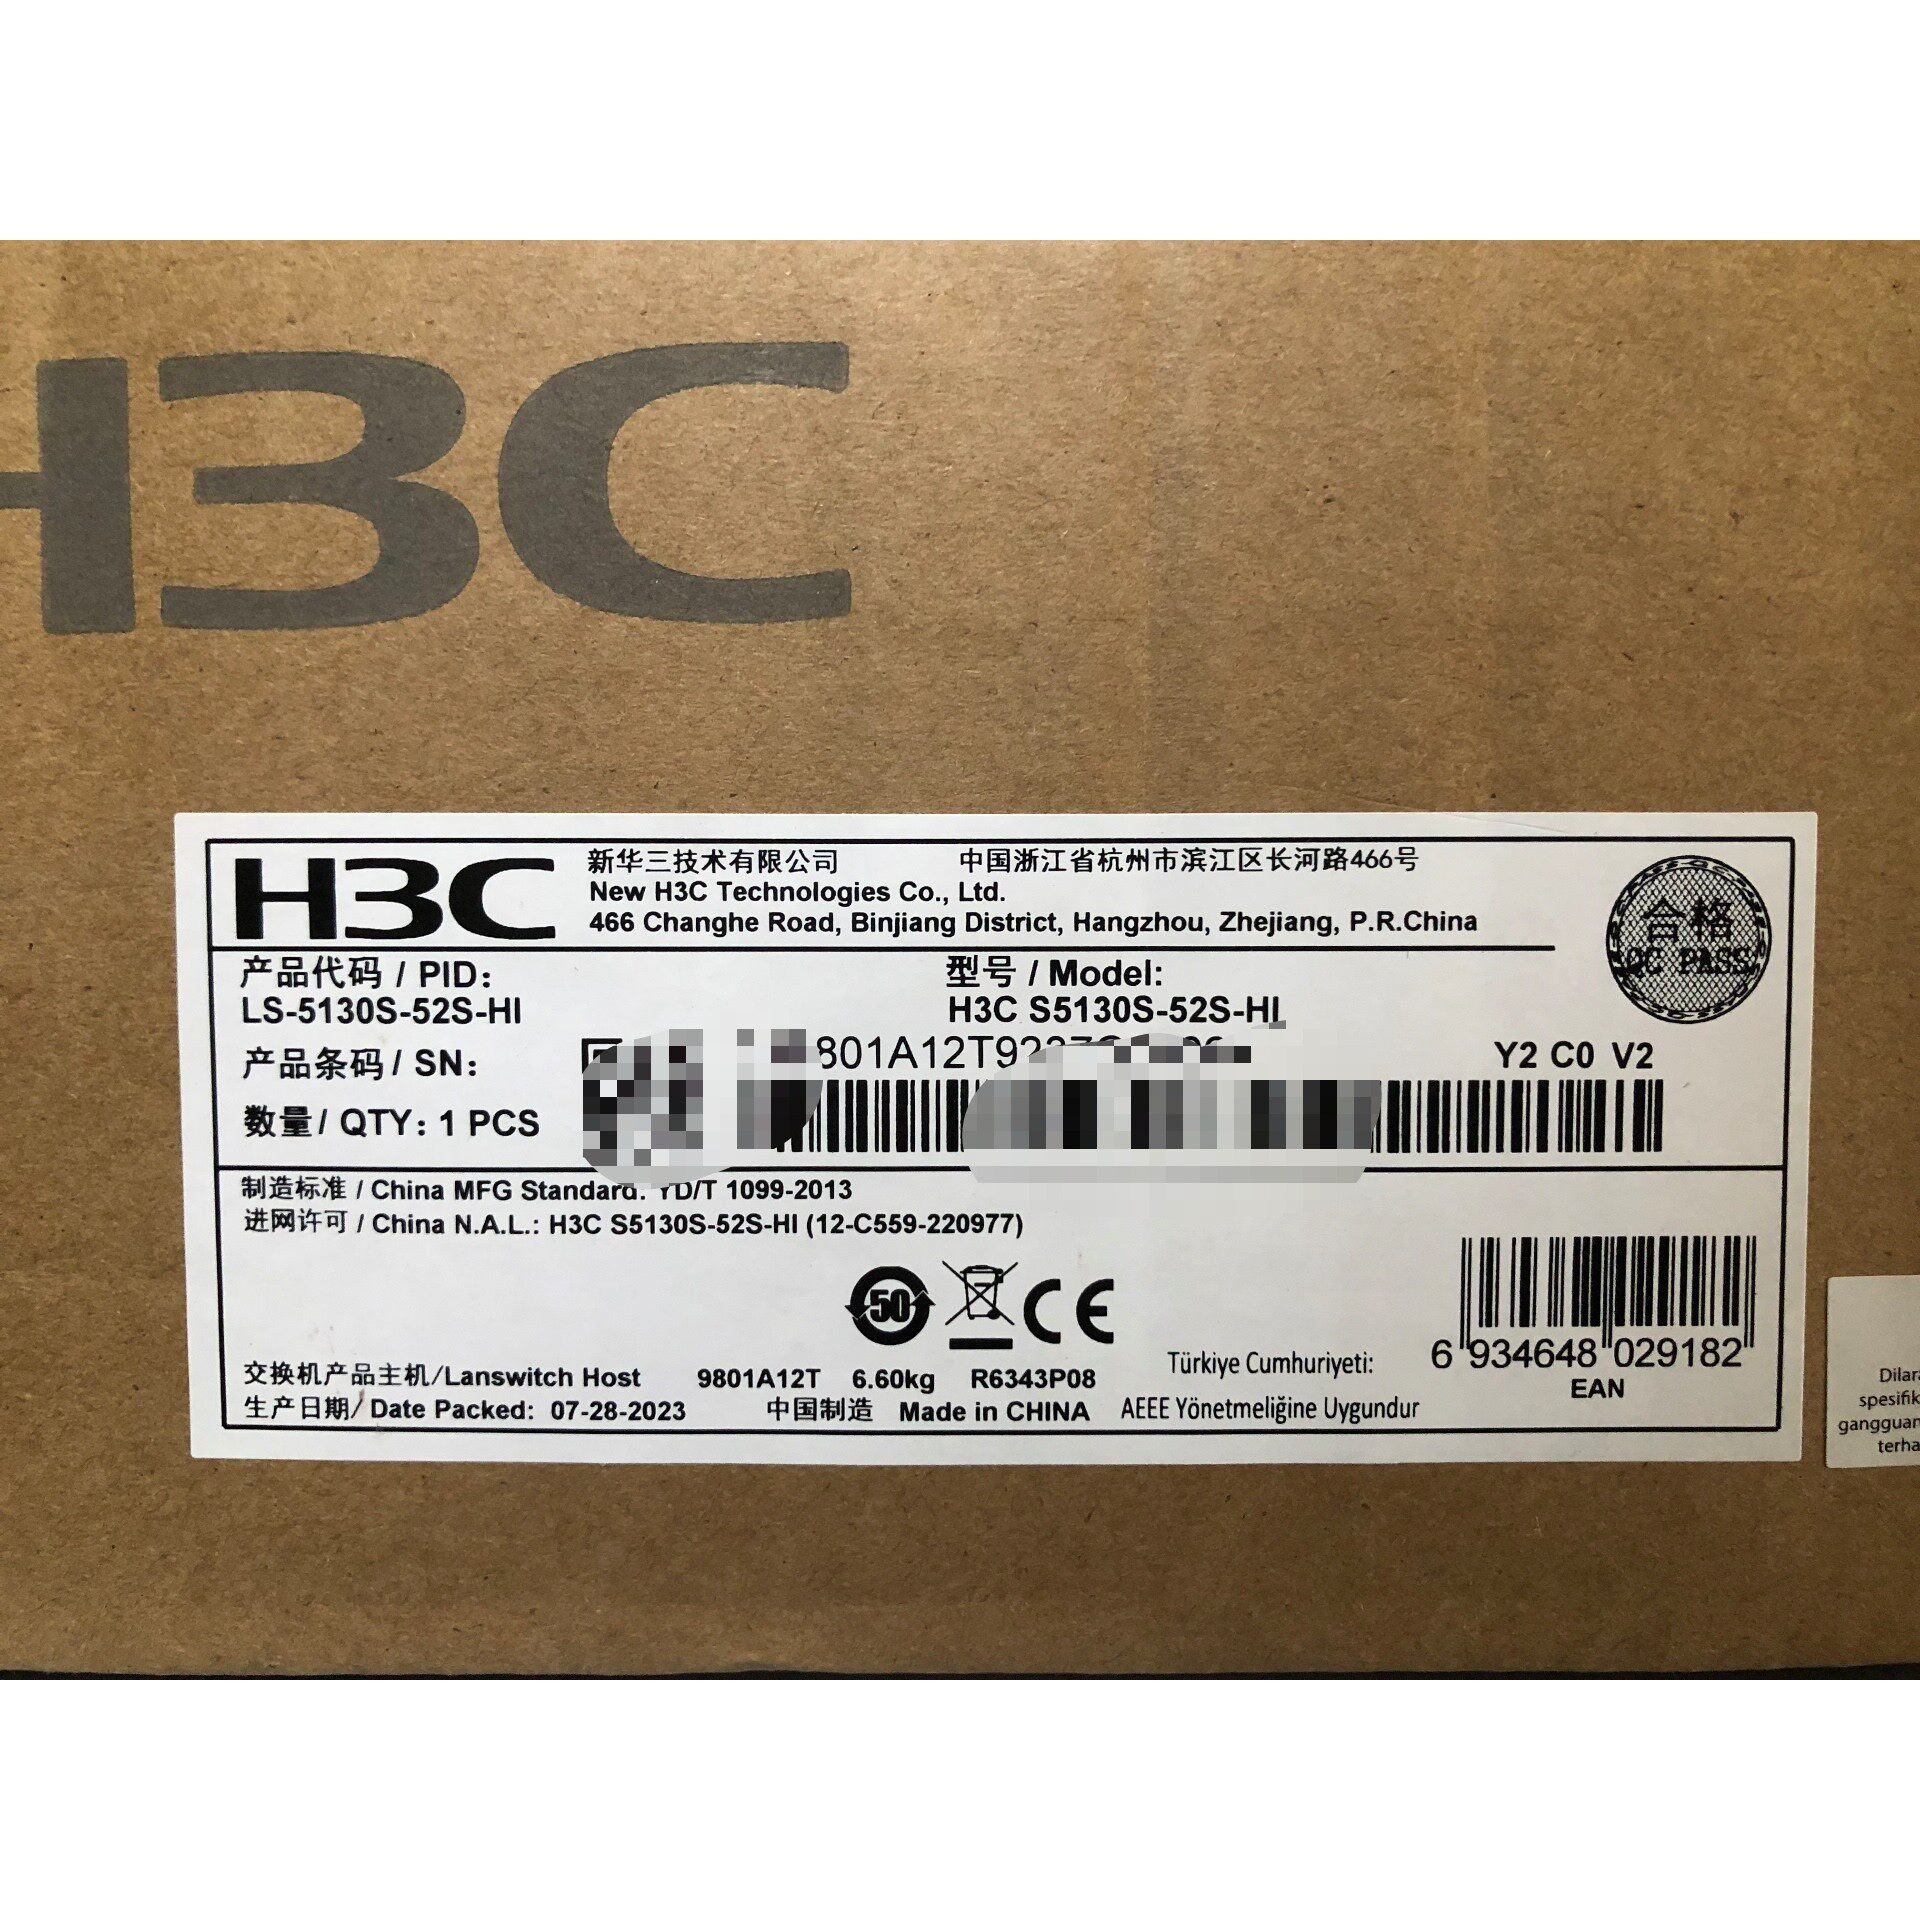 H3C
H3C
新华三技术有限公司 中国浙江省杭州市滨江区长河路466号
New H3C Technologies Co., Ltd.
466 Changhe Road, Binjiang District, Hangzhou, Zhejiang, P.R.China
合格
QC PASS
产品代码 / PID: 型号 / Model:
LS-5130S-52S-HI H3C S5130S-52S-HI
产品条码 / SN: 801A12T9 Y2 C0 V2
数量 / QTY: 1 PCS
制造标准 / China MFG Standard: YD/T 1099-2013
进网许可 / China N.A.L.: H3C S5130S-52S-HI (12-C559-220977)
50 CE
6 934648 029182
EAN
交换机产品主机/Lanswitch Host 9801A12T 6.60kg R6343P08 Türkiye Cumhuriyeti:
生产日期/ Date Packed: 07-28-2023 中国制造 Made in CHINA AEEE Yönetmeliğine Uygundur
Dilara
spesifik
gangguan
terha